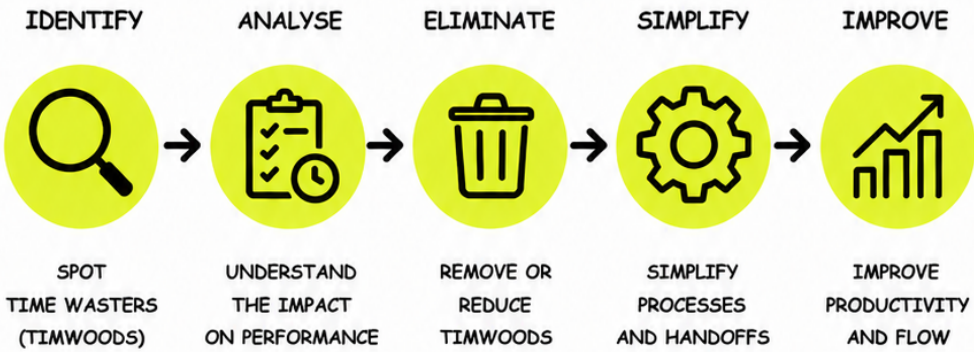 IDENTIFY
ANALYSE
ELIMINATE
SIMPLIFY
IMPROVE
SPOT
TIME WASTERS
(TIMWOODS)
UNDERSTAND
THE IMPACT
ON PERFORMANCE
REMOVE OR
REDUCE
TIMWOODS
SIMPLIFY
PROCESSES
AND HANDOFFS
IMPROVE
PRODUCTIVITY
AND FLOW